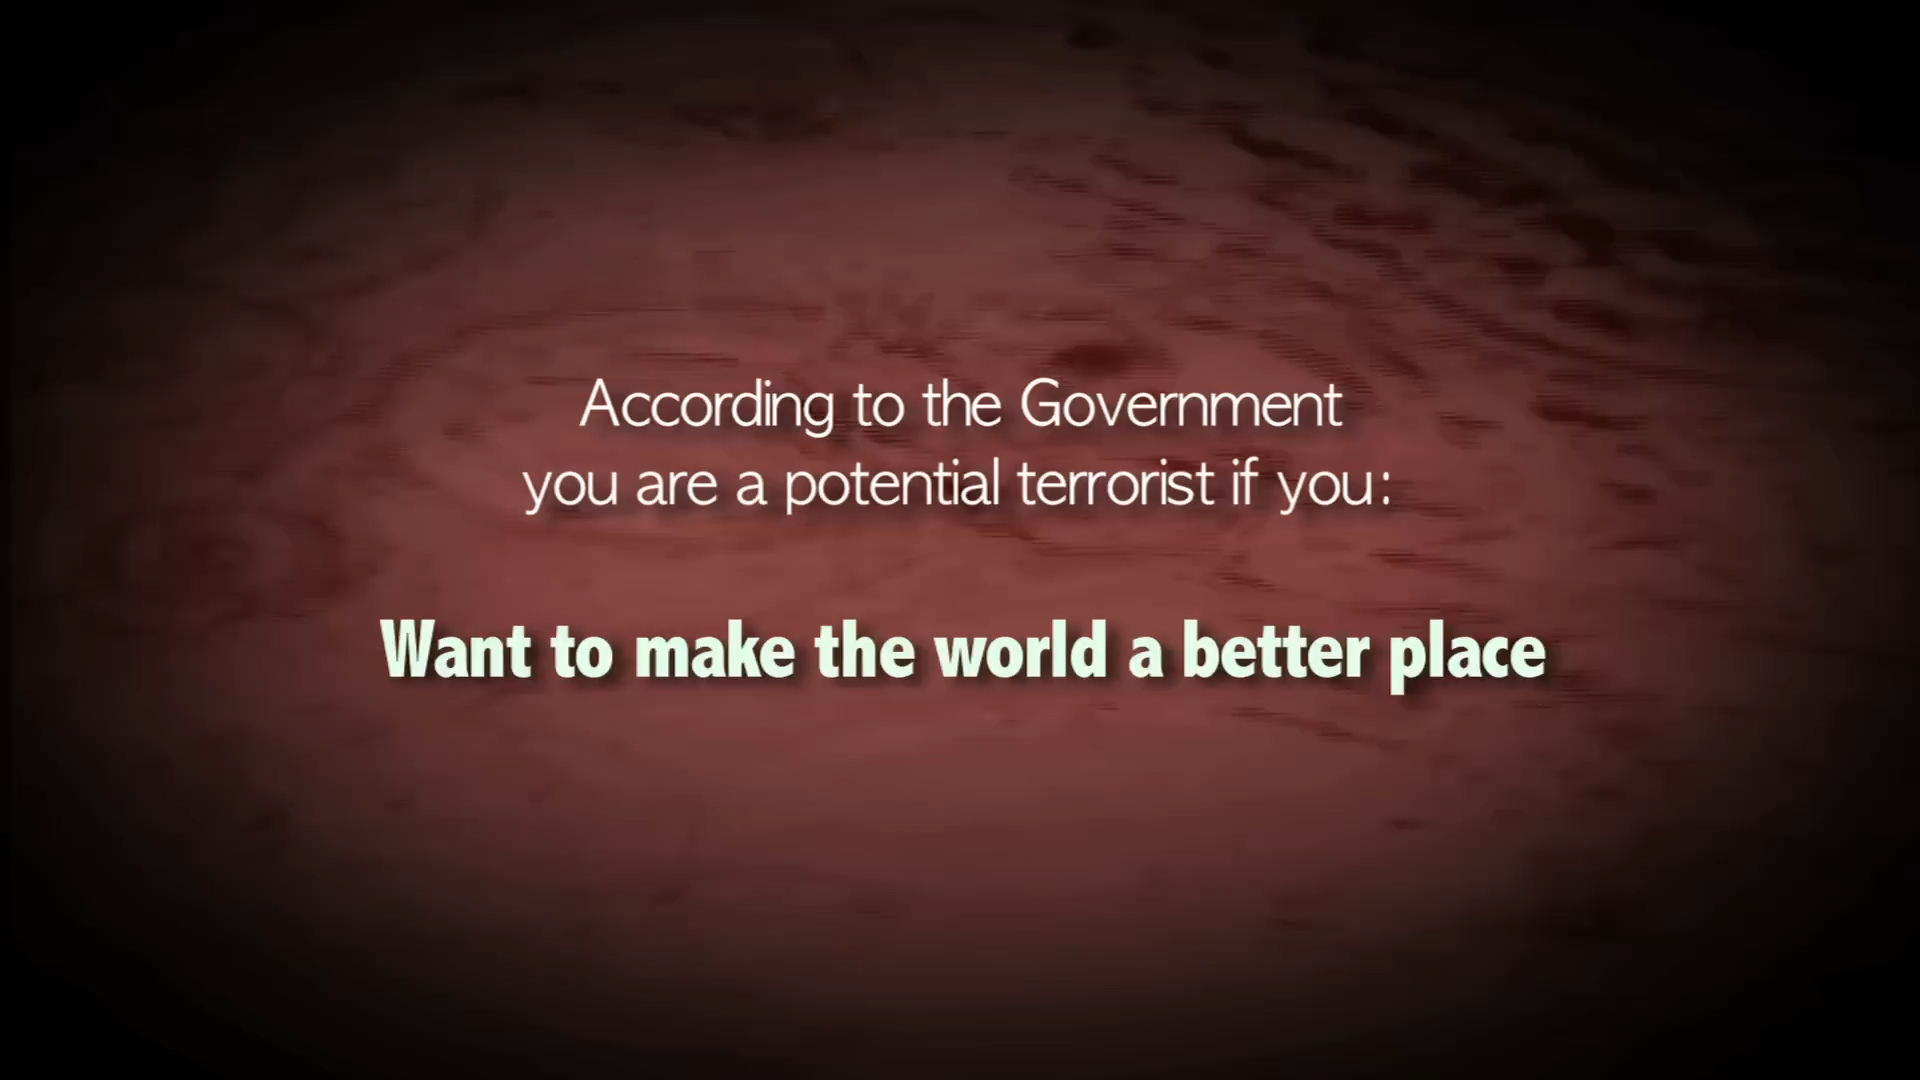 According to the Government
you are a potential terrorist if you:
Want to make the world a better place